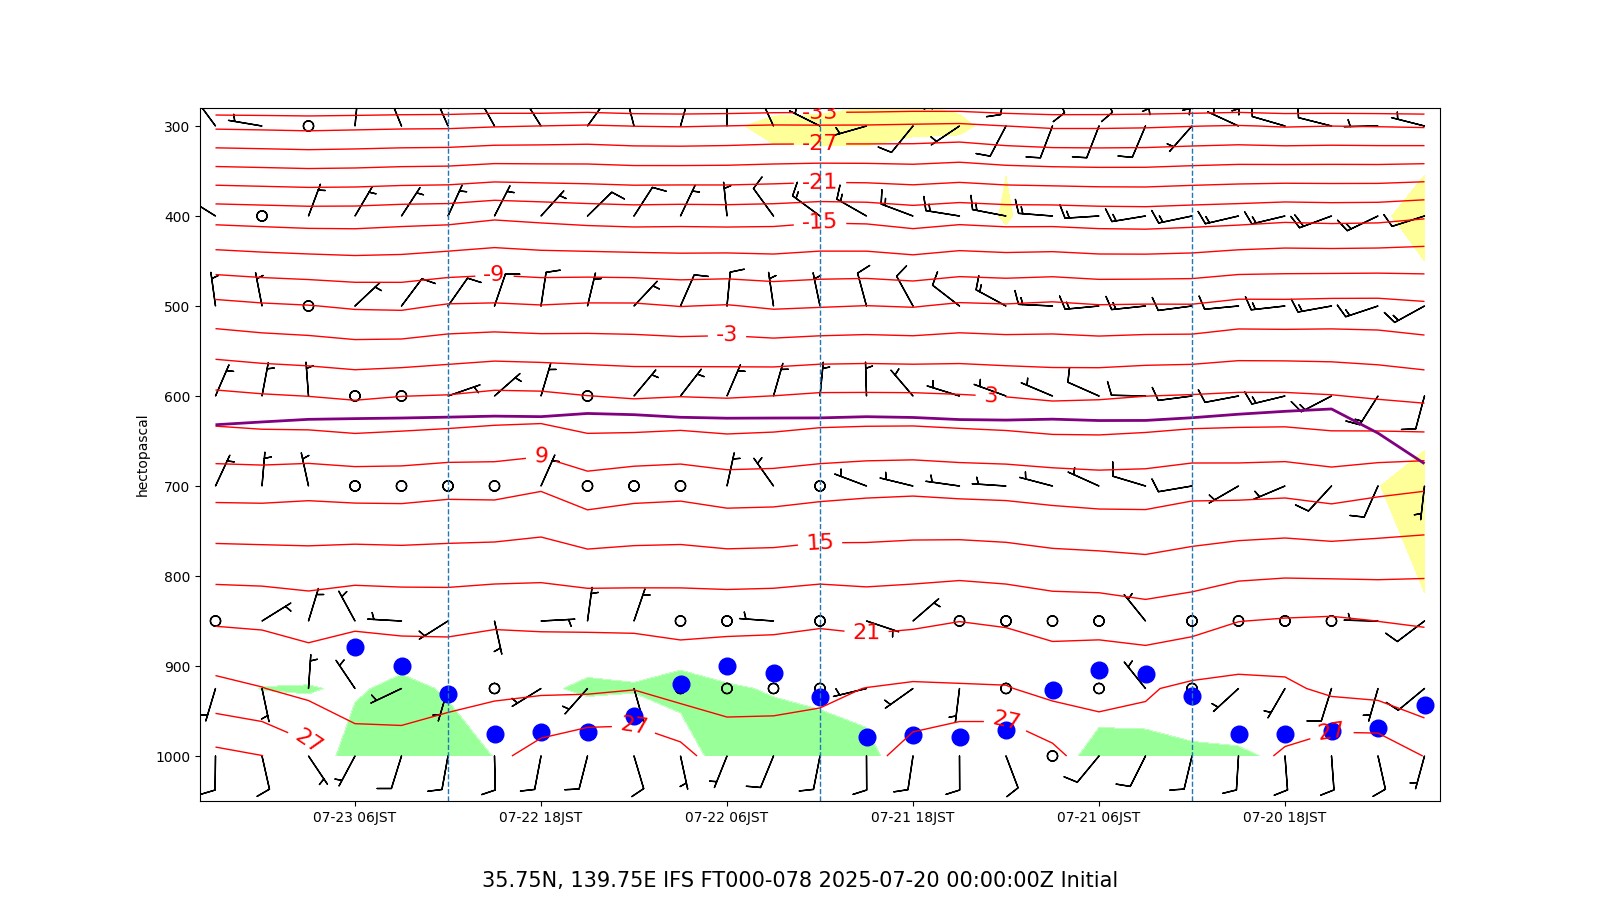 -33
300
-27
-21
400
-15
-9
500
-3
600
3
hectopascal
9
700
15
800
21
900
27
27
27
27
1000
07-23 06JST
07-22 18JST
07-22 06JST
07-21 18JST
07-21 06JST
07-20 18JST
35.75N, 139.75E IFS FT000-078 2025-07-20 00:00:00Z Initial